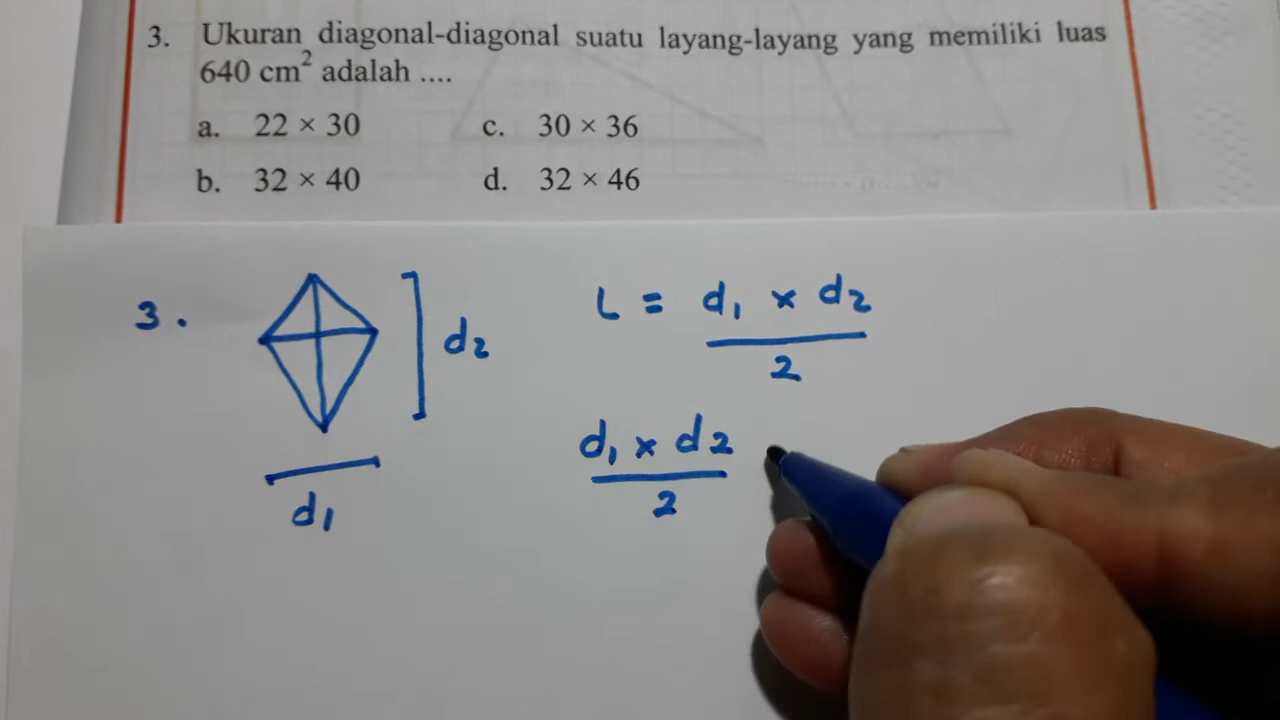 3. Ukuran diagonal-diagonal suatu layang-layang yang memiliki luas
640 cm² adalah ....
a. 22 × 30 c. 30 × 36
b. 32 × 40 d. 32 × 46
3.
d₂
d₁
L = d₁ x d₂
2
d₁ x d₂
2